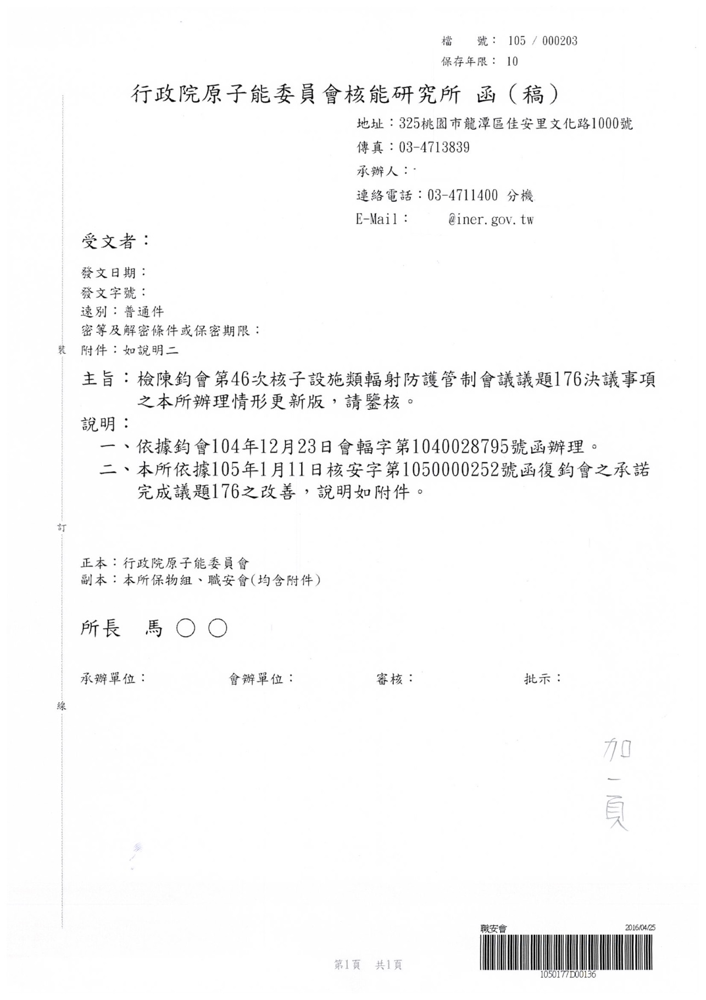 檔　　號： 105 / 000203
保存年限： 10
行政院原子能委員會核能研究所 函（稿）
地址：325桃園市龍潭區佳安里文化路1000號
傳真：03-4713839
承辦人：
連絡電話：03-4711400 分機
E-Mail： @iner.gov.tw
受文者：
發文日期：
發文字號：
速別：普通件
密等及解密條件或保密期限：
附件：如說明二
主旨：檢陳鈞會第46次核子設施類輻射防護管制會議議題176決議事項
之本所辦理情形更新版，請鑒核。
說明：
一、依據鈞會104年12月23日會輻字第1040028795號函辦理。
二、本所依據105年1月11日核安字第1050000252號函復鈞會之承諾
完成議題176之改善，說明如附件。
正本：行政院原子能委員會
副本：本所保物組、職安會(均含附件)
所長　馬○○
承辦單位：　會辦單位：　審核：　批示：
裝
訂
線
加一頁
職安會 2016/04/25
1050177D00136
第1頁 共1頁